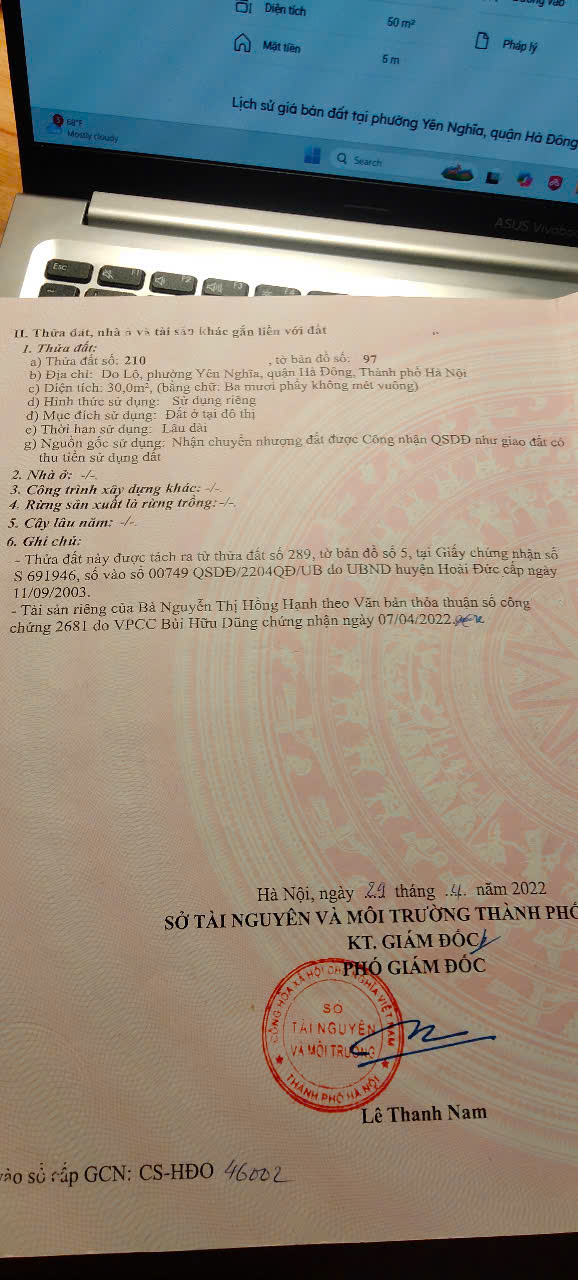 Diện tích
50 m²
Pháp lý
Mặt tiền
5 m
Lịch sử giá bán đất tại phường Yên Nghĩa, quận Hà Đông
68°F
Mostly cloudy
Search
ASUS Vivobo
Esc
F1
F2
F3
II. Thửa đất, nhà ở và tài sản khác gắn liền với đất
1. Thửa đất:
a) Thửa đất số: 210 , tờ bản đồ số: 97
b) Địa chỉ: Do Lộ, phường Yên Nghĩa, quận Hà Đông, Thành phố Hà Nội
c) Diện tích: 30,0m², (bằng chữ: Ba mươi phẩy không mét vuông)
d) Hình thức sử dụng: Sử dụng riêng
đ) Mục đích sử dụng: Đất ở tại đô thị
e) Thời hạn sử dụng: Lâu dài
g) Nguồn gốc sử dụng: Nhận chuyển nhượng đất được Công nhận QSDĐ như giao đất có
thu tiền sử dụng đất
2. Nhà ở: -/-
3. Công trình xây dựng khác: -/-
4. Rừng sản xuất là rừng trồng: -/-.
5. Cây lâu năm: -/-
6. Ghi chú:
- Thửa đất này được tách ra từ thửa đất số 289, tờ bản đồ số 5, tại Giấy chứng nhận số
S 691946, số vào sổ 00749 QSDĐ/2204QĐ/UB do UBND huyện Hoài Đức cấp ngày
11/09/2003.
- Tài sản riêng của Bà Nguyễn Thị Hồng Hạnh theo Văn bản thỏa thuận số công
chứng 2681 do VPCC Bùi Hữu Dũng chứng nhận ngày 07/04/2022.
Hà Nội, ngày 29 tháng .4. năm 2022
SỞ TÀI NGUYÊN VÀ MÔI TRƯỜNG THÀNH PHỐ
KT. GIÁM ĐỐC
PHÓ GIÁM ĐỐC
CỘNG HÒA XÃ HỘI CHỦ NGHĨA VIỆT NAM
SỞ
TÀI NGUYÊN
VÀ MÔI TRƯỜNG
THÀNH PHỐ HÀ NỘI
Lê Thanh Nam
vào sổ cấp GCN: CS-HĐO 46002